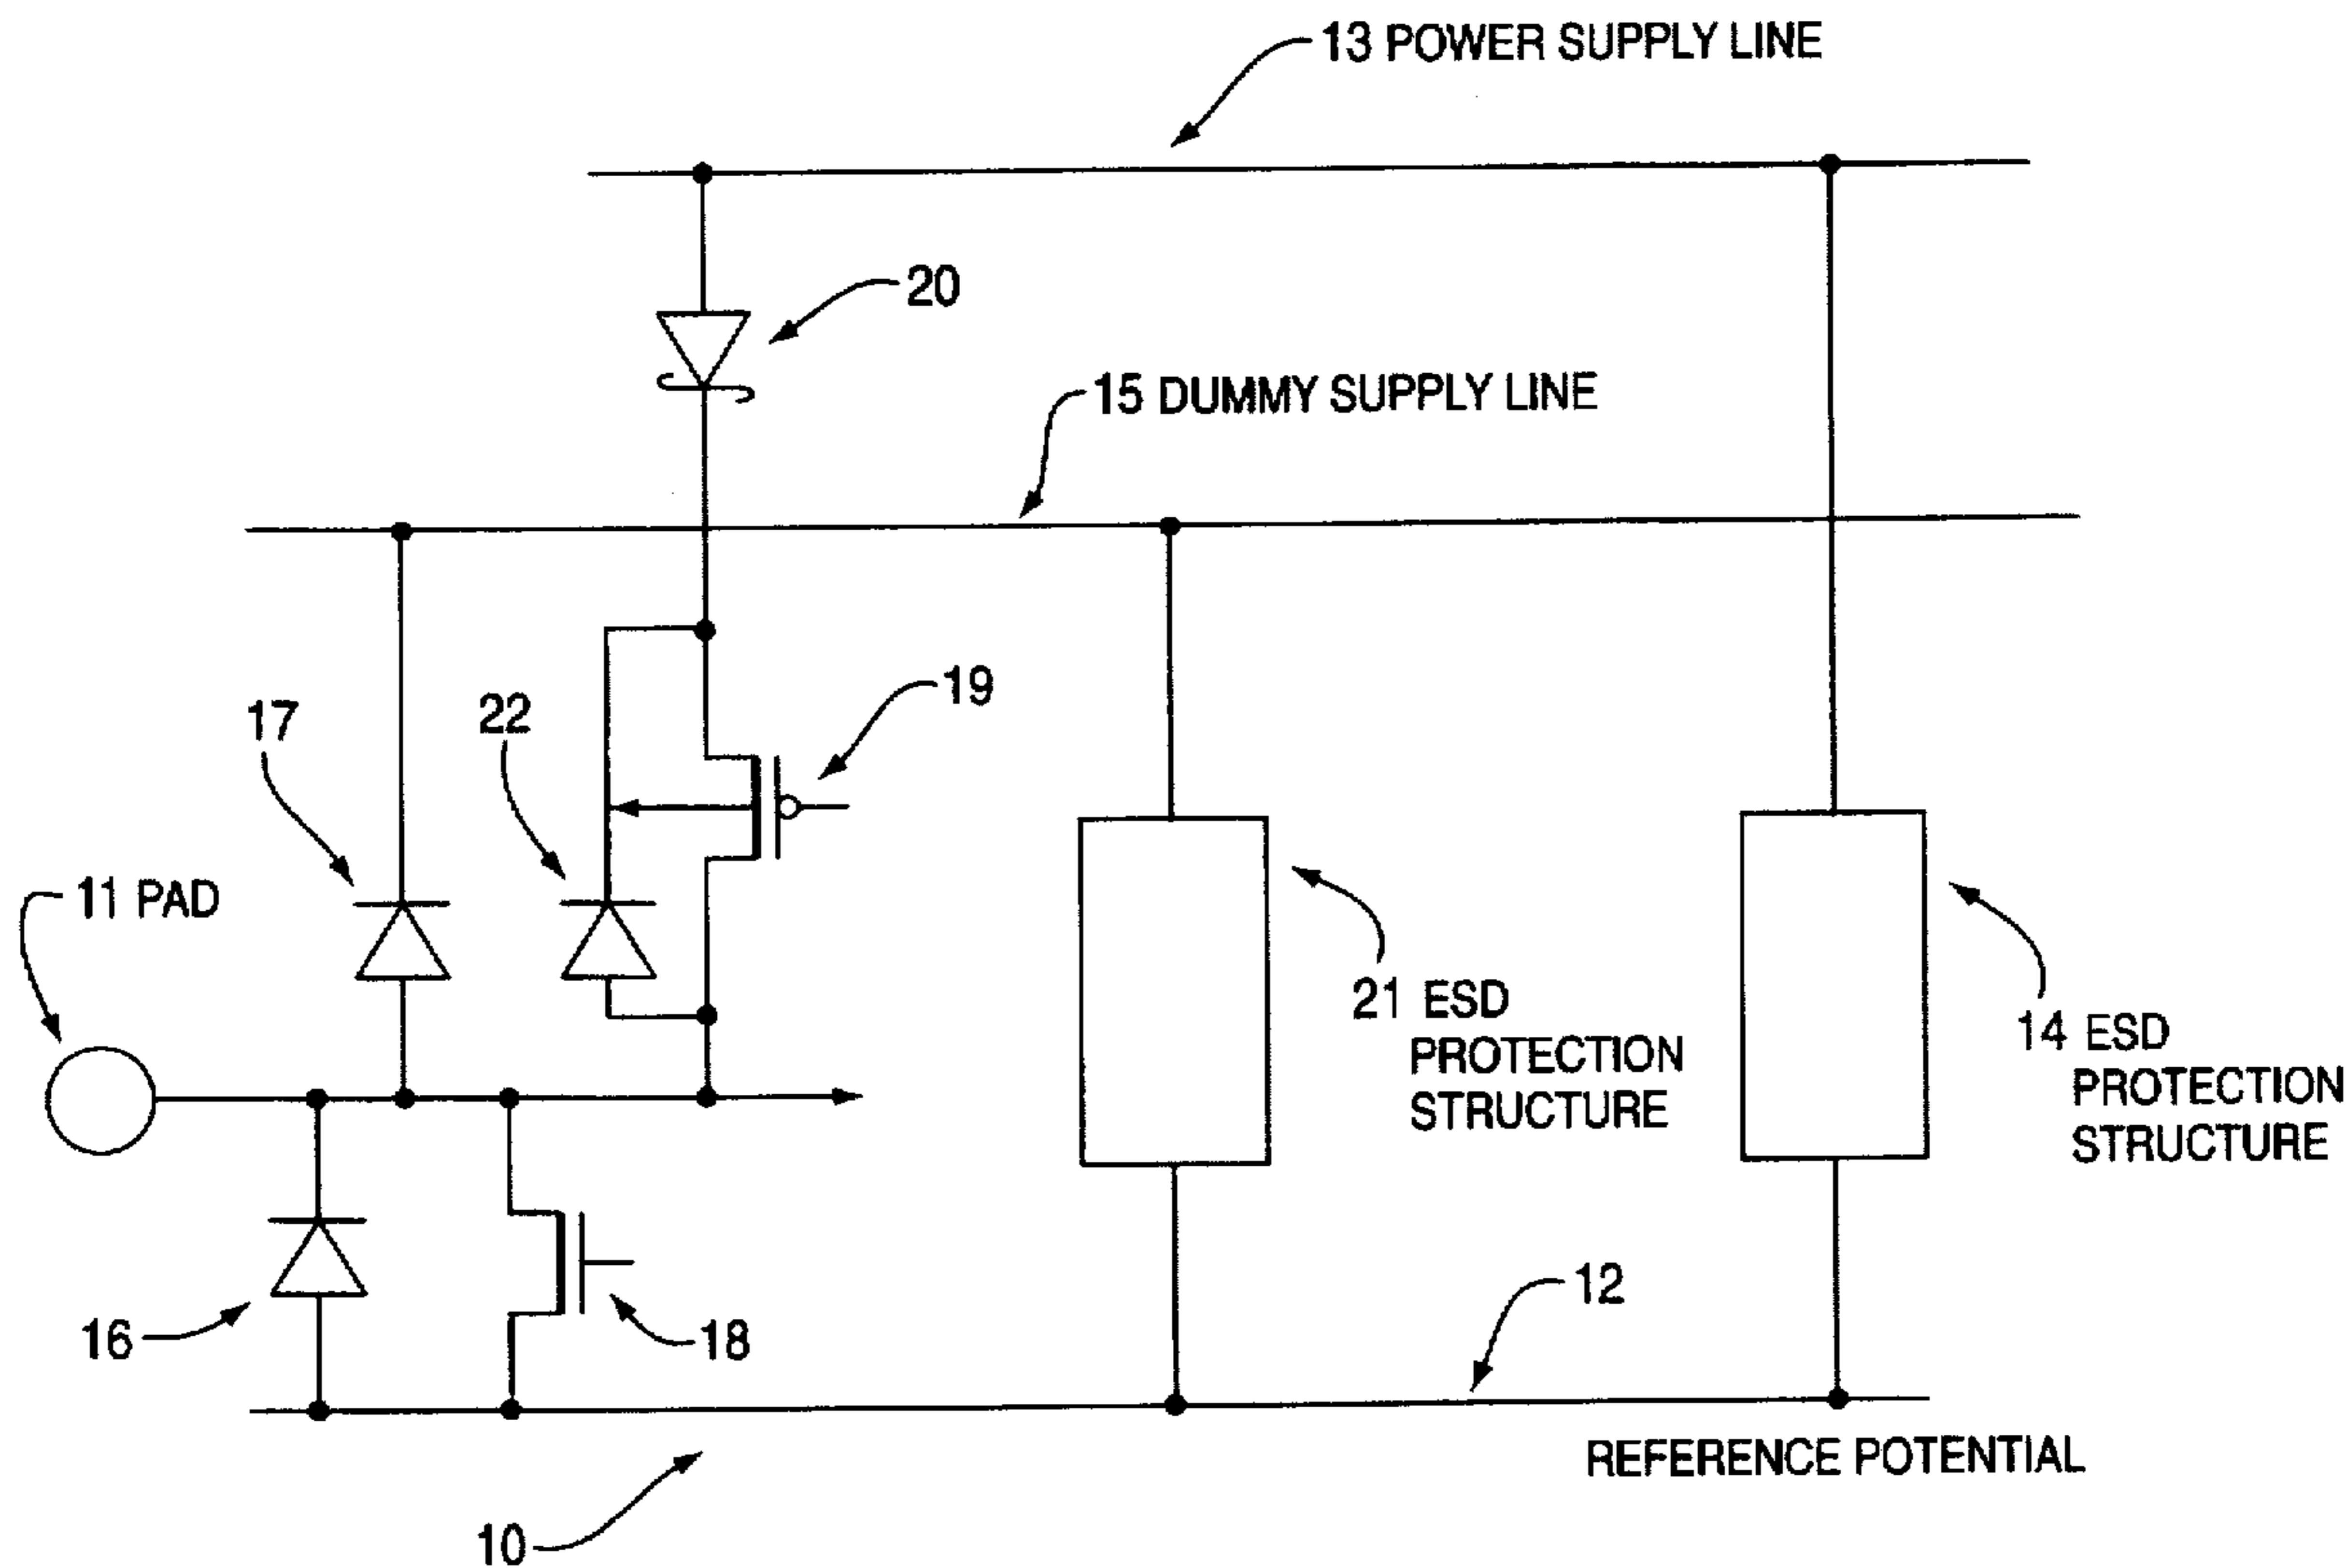 13 POWER SUPPLY LINE
20
15 DUMMY SUPPLY LINE
19
22
17
11 PAD
21 ESD
PROTECTION
STRUCTURE
14 ESD
PROTECTION
STRUCTURE
12
16
18
REFERENCE POTENTIAL
10